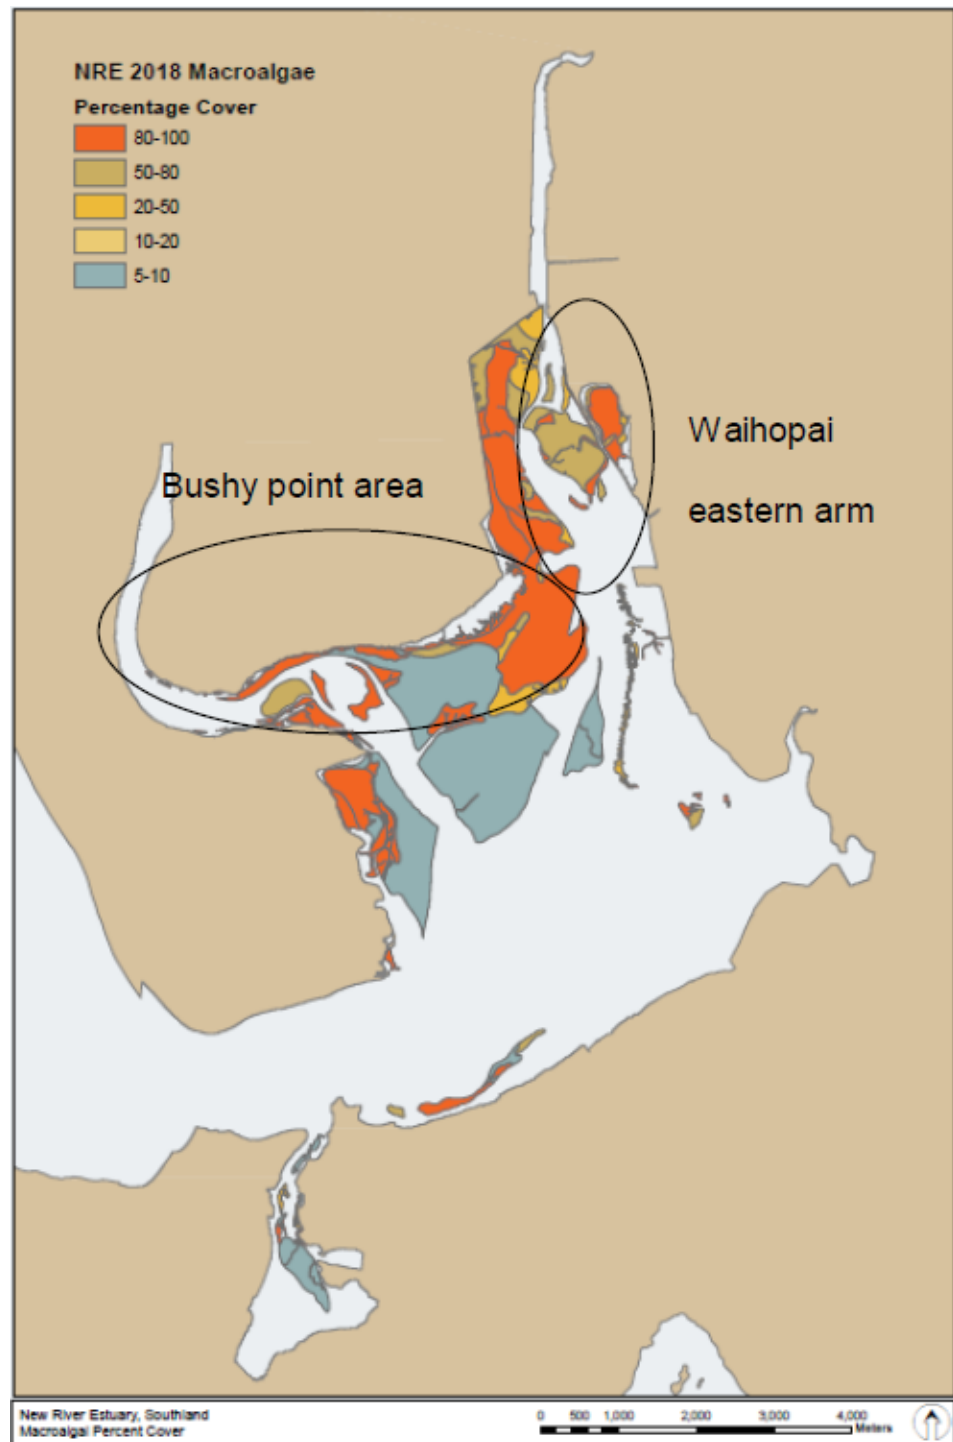 NRE 2018 Macroalgae
Percentage Cover
80-100
50-80
20-50
10-20
5-10
Waihopai
eastern arm
Bushy point area
New River Estuary, Southland
Macroalgal Percent Cover
0 500 1,000 2,000 3,000 4,000
Meters